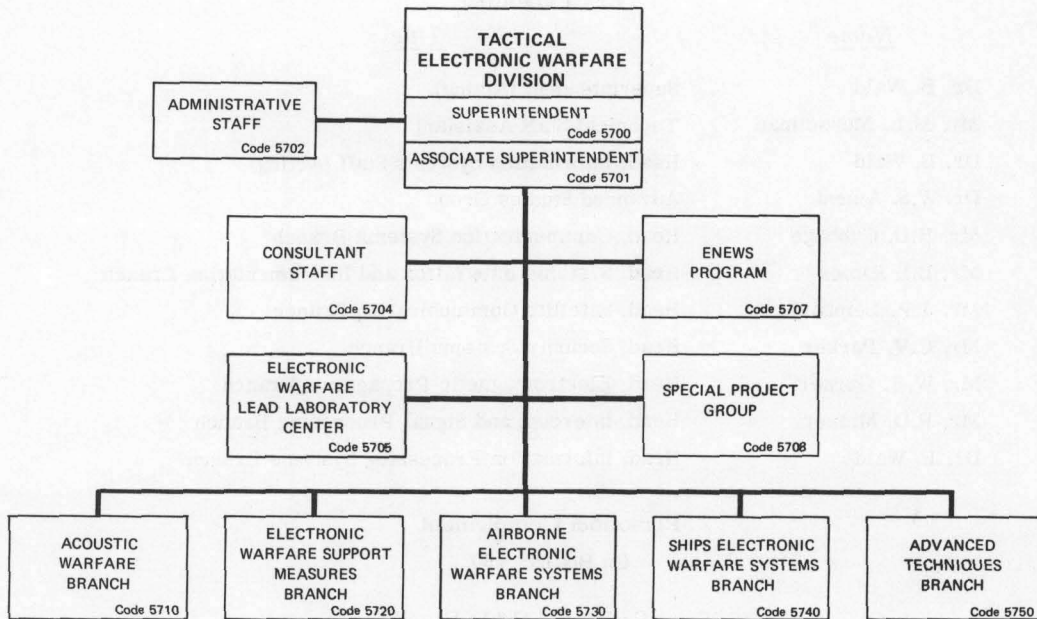 TACTICAL
ELECTRONIC WARFARE
DIVISION
SUPERINTENDENT
Code 5700
ASSOCIATE SUPERINTENDENT
Code 5701
ADMINISTRATIVE
STAFF
Code 5702
CONSULTANT
STAFF
Code 5704
ENEWS
PROGRAM
Code 5707
ELECTRONIC
WARFARE
LEAD LABORATORY
CENTER
Code 5705
SPECIAL PROJECT
GROUP
Code 5708
ACOUSTIC
WARFARE
BRANCH
Code 5710
ELECTRONIC
WARFARE SUPPORT
MEASURES
BRANCH
Code 5720
AIRBORNE
ELECTRONIC
WARFARE SYSTEMS
BRANCH
Code 5730
SHIPS ELECTRONIC
WARFARE SYSTEMS
BRANCH
Code 5740
ADVANCED
TECHNIQUES
BRANCH
Code 5750